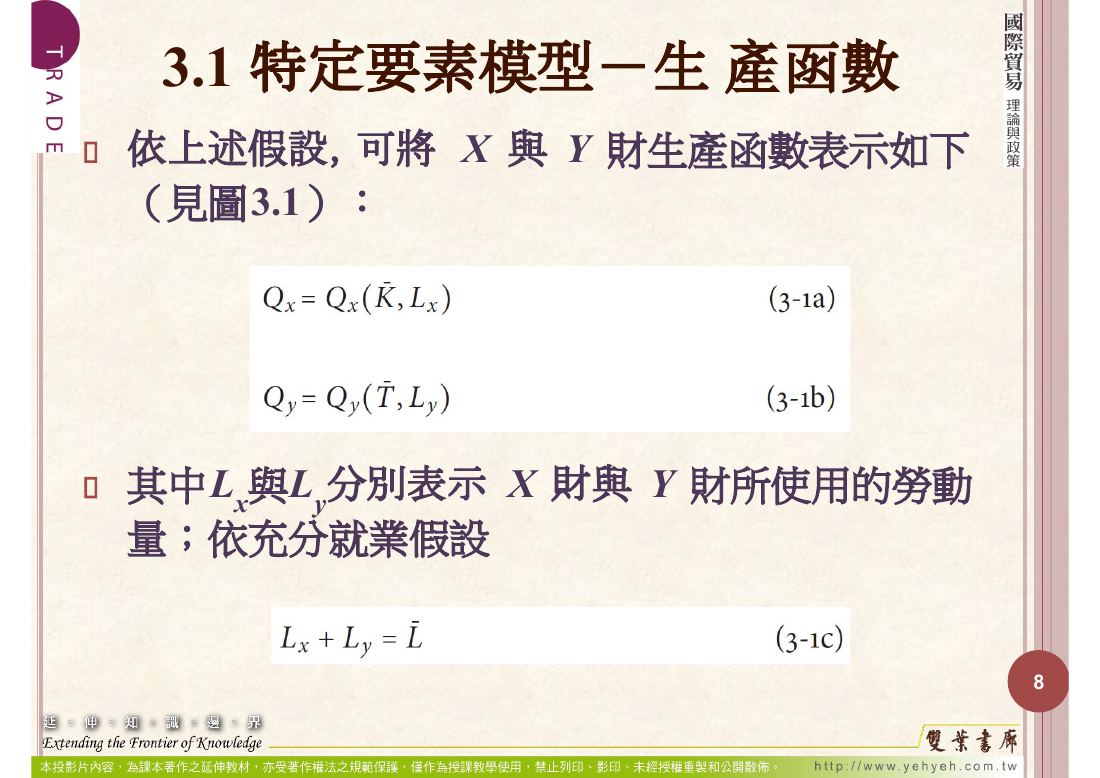 TRADE
國際貿易 理論與政策
3.1 特定要素模型－生 產函數
依上述假設, 可將 X 與 Y 財生產函數表示如下
（見圖3.1）：
Qx = Qx(K̄, Lx) (3-1a)
Qy = Qy(T̄, Ly) (3-1b)
其中Lx與Ly分別表示 X 財與 Y 財所使用的勞動
量；依充分就業假設
Lx + Ly = L̄ (3-1c)
8
延・伸・知・識・邊・界
Extending the Frontier of Knowledge
雙葉書廊
本投影片內容，為課本著作之延伸教材，亦受著作權法之規範保護，僅作為授課教學使用，禁止列印、影印、未經授權重製和公開散佈。 http://www.yehyeh.com.tw